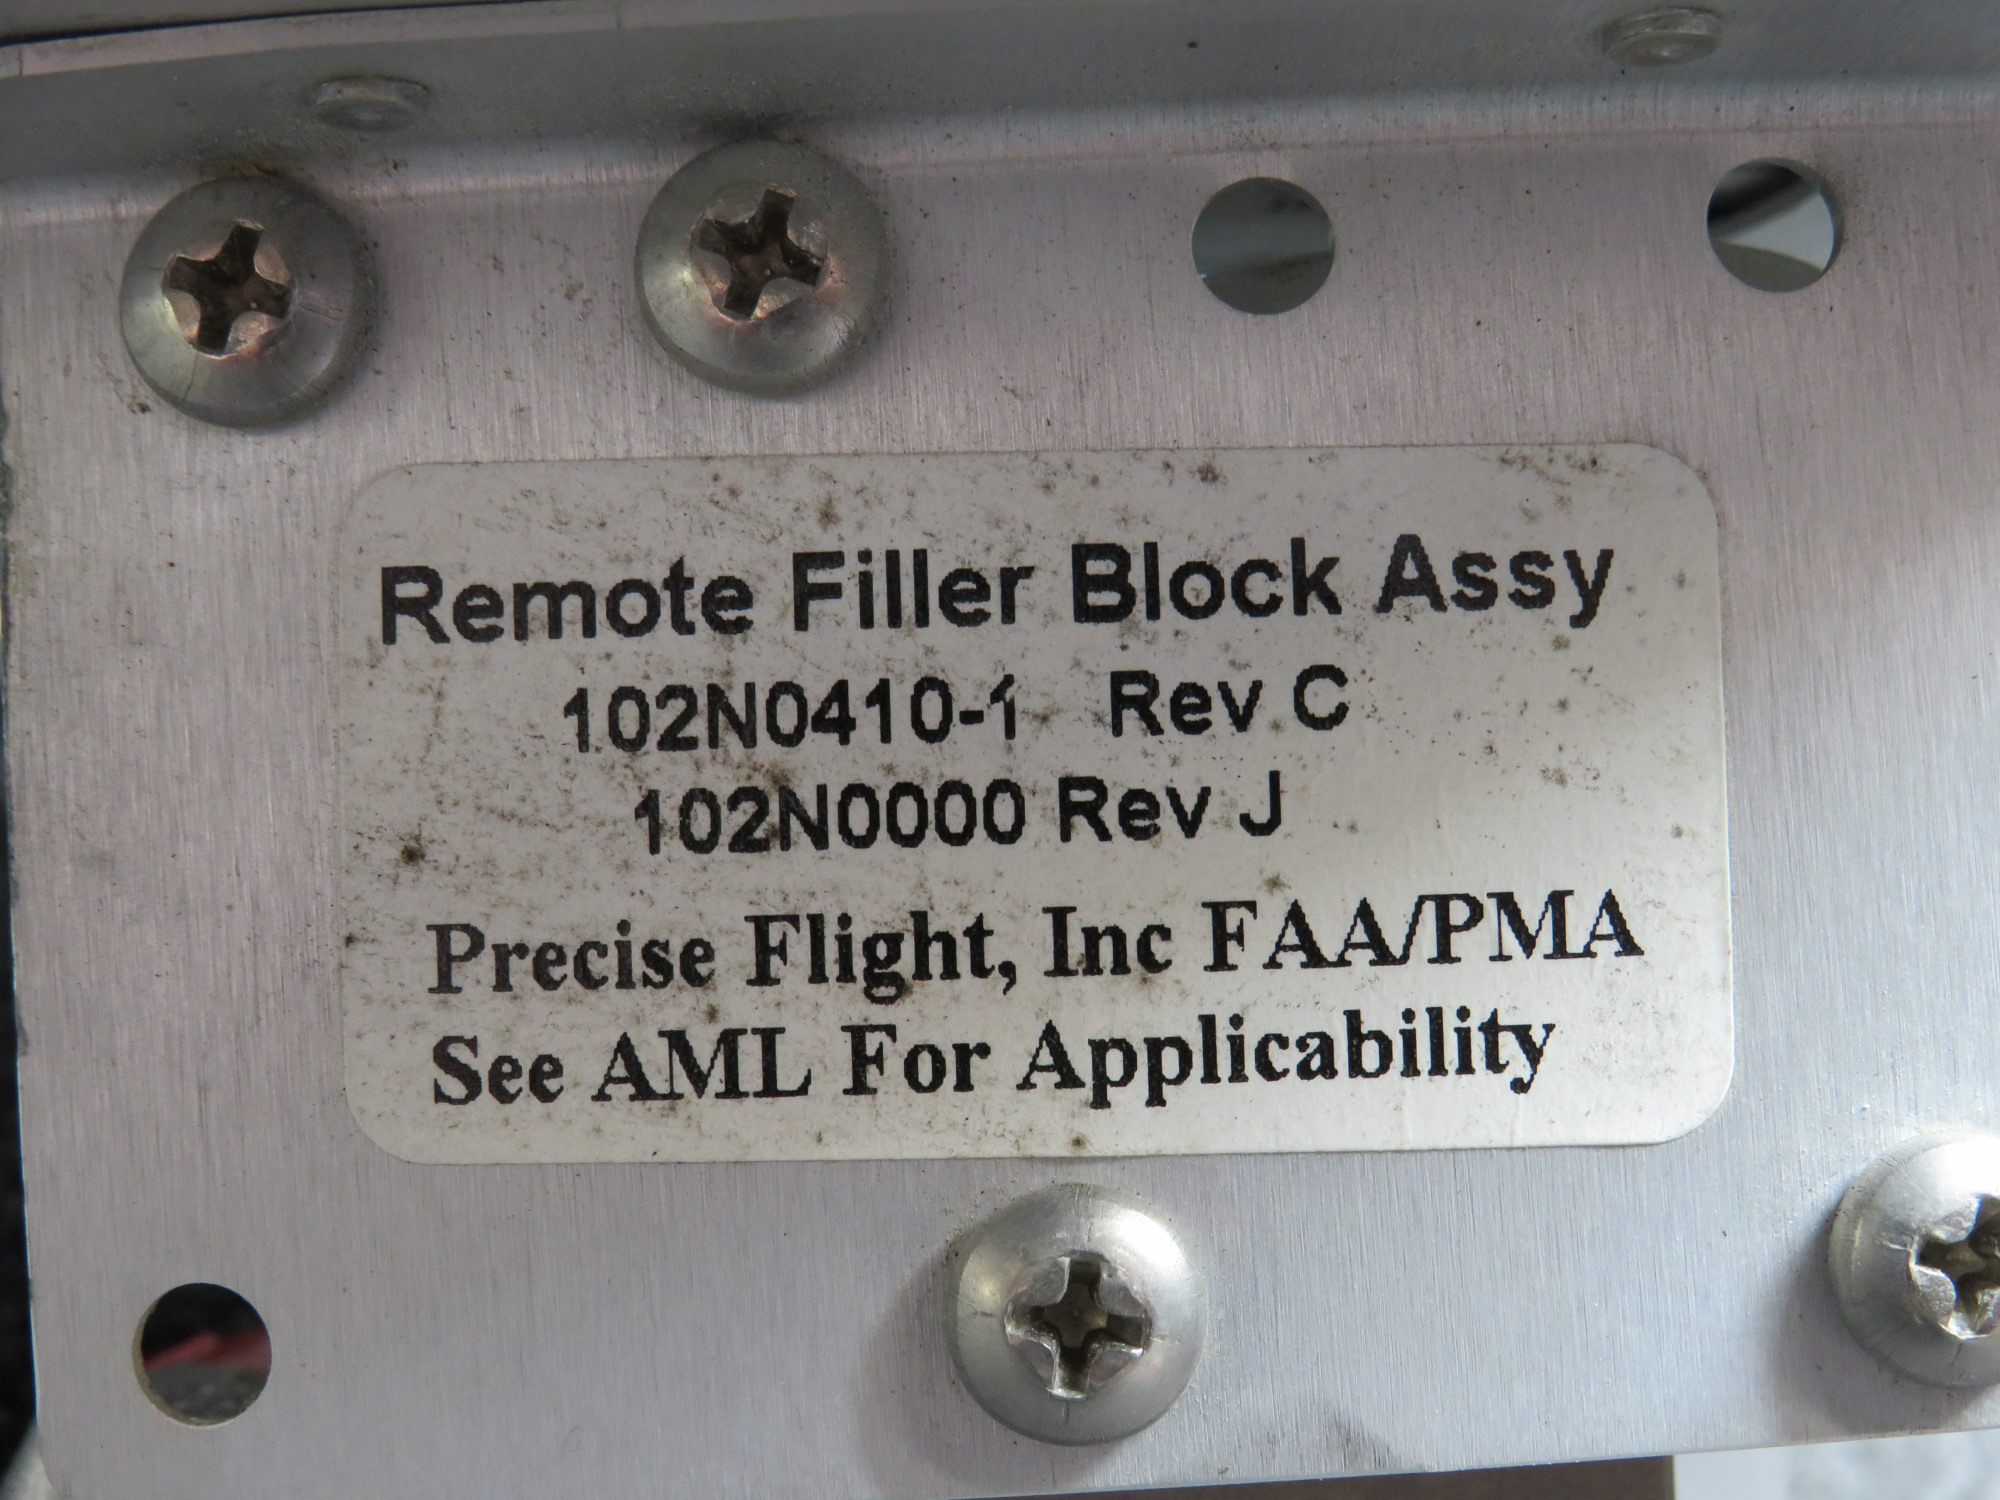 Remote Filler Block Assy
102N0410-1 Rev C
102N0000 Rev J
Precise Flight, Inc FAA/PMA
See AML For Applicability